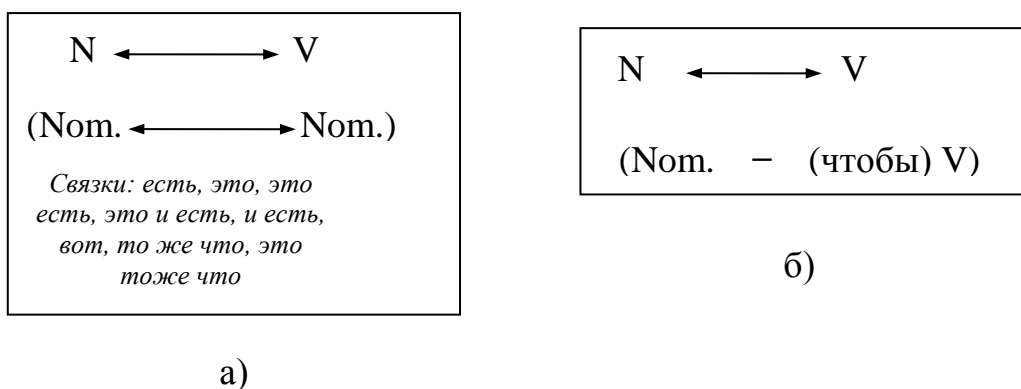 N V
(Nom. Nom.)
Связки: есть, это, это
есть, это и есть, и есть,
вот, то же что, это
тоже что
а)
N V
(Nom. – (чтобы) V)
б)